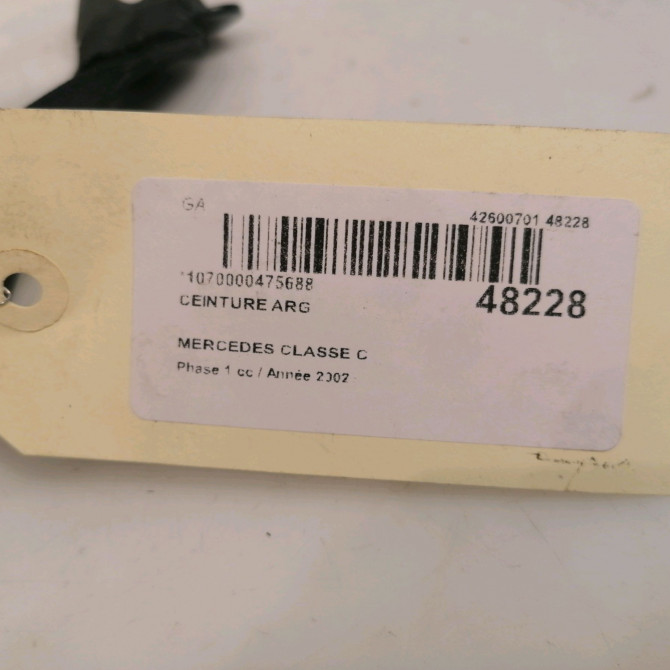 GA
42600701 48228
*1070000475688
48228
CEINTURE ARG
MERCEDES CLASSE C
Phase 1 cc / Année 2002